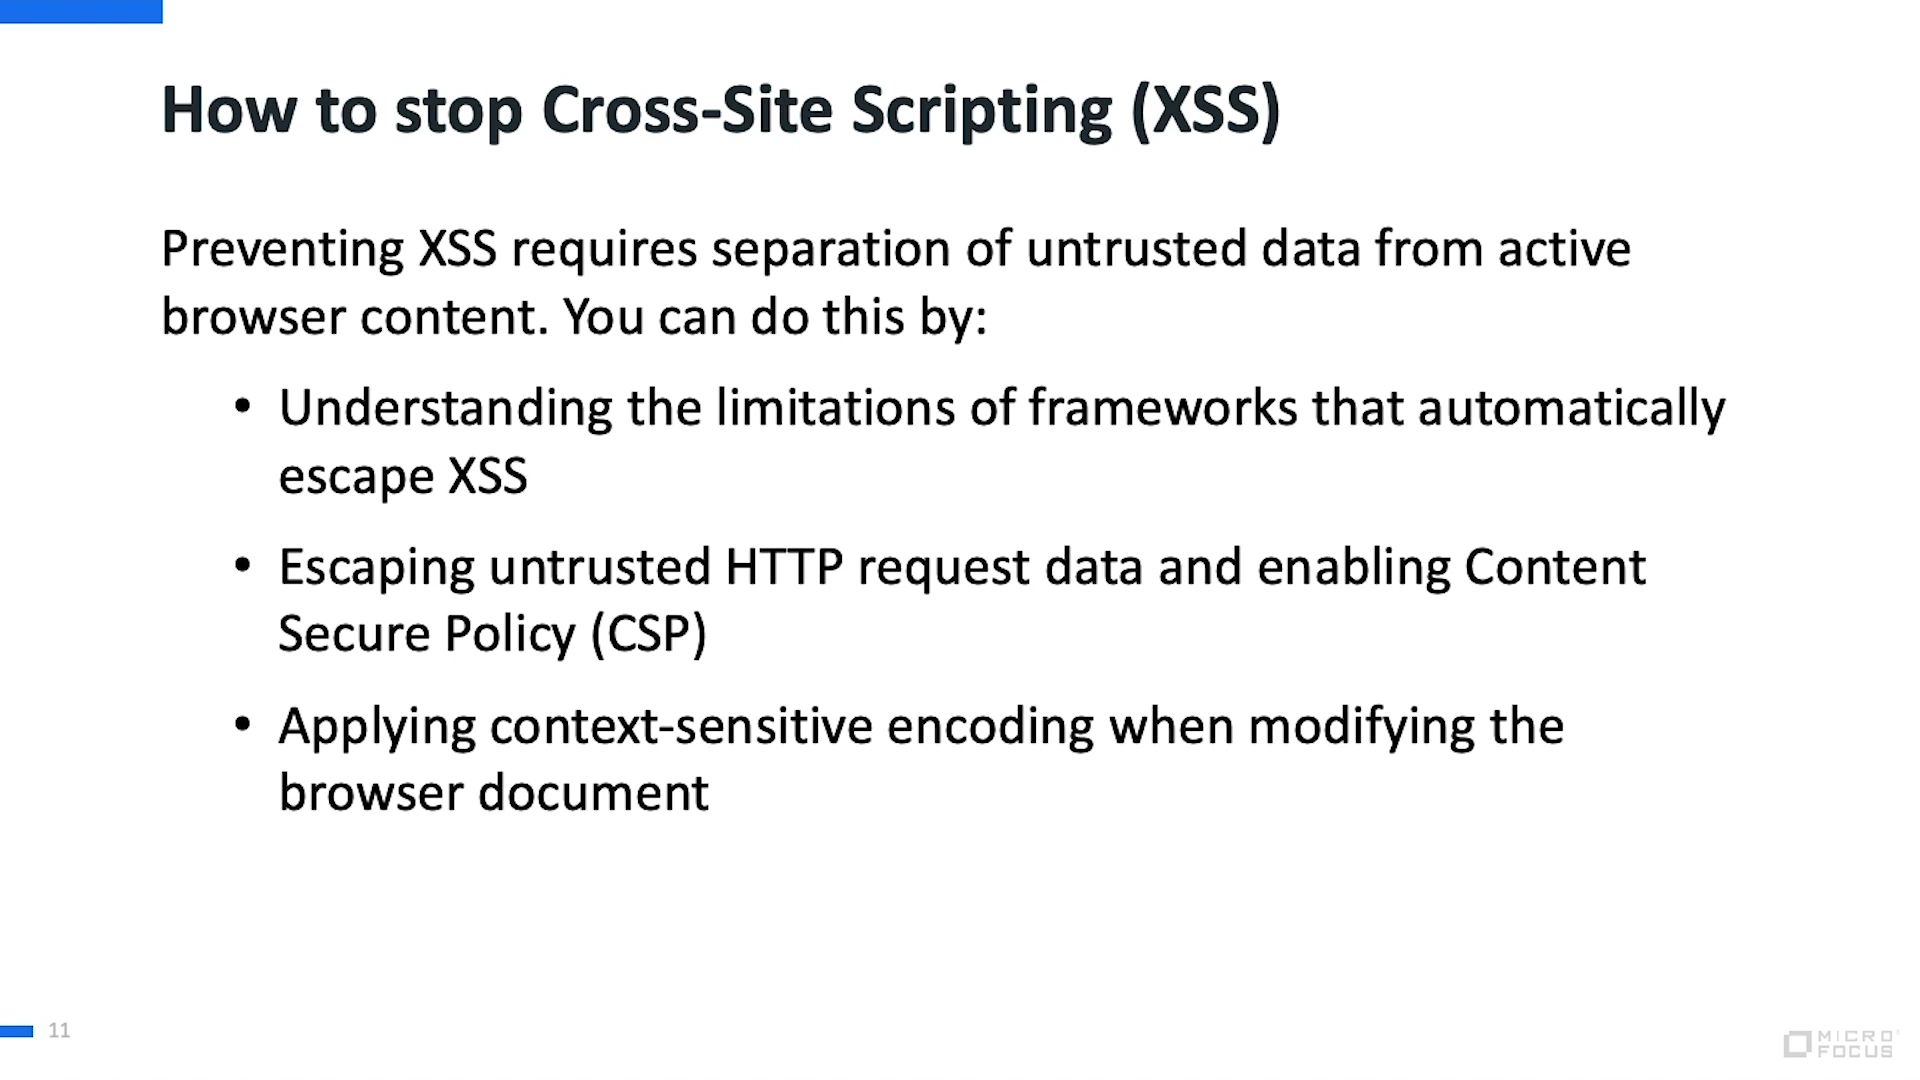 How to stop Cross-Site Scripting (XSS)
Preventing XSS requires separation of untrusted data from active
browser content. You can do this by:
• Understanding the limitations of frameworks that automatically
escape XSS
• Escaping untrusted HTTP request data and enabling Content
Secure Policy (CSP)
• Applying context-sensitive encoding when modifying the
browser document
11
MICRO
FOCUS